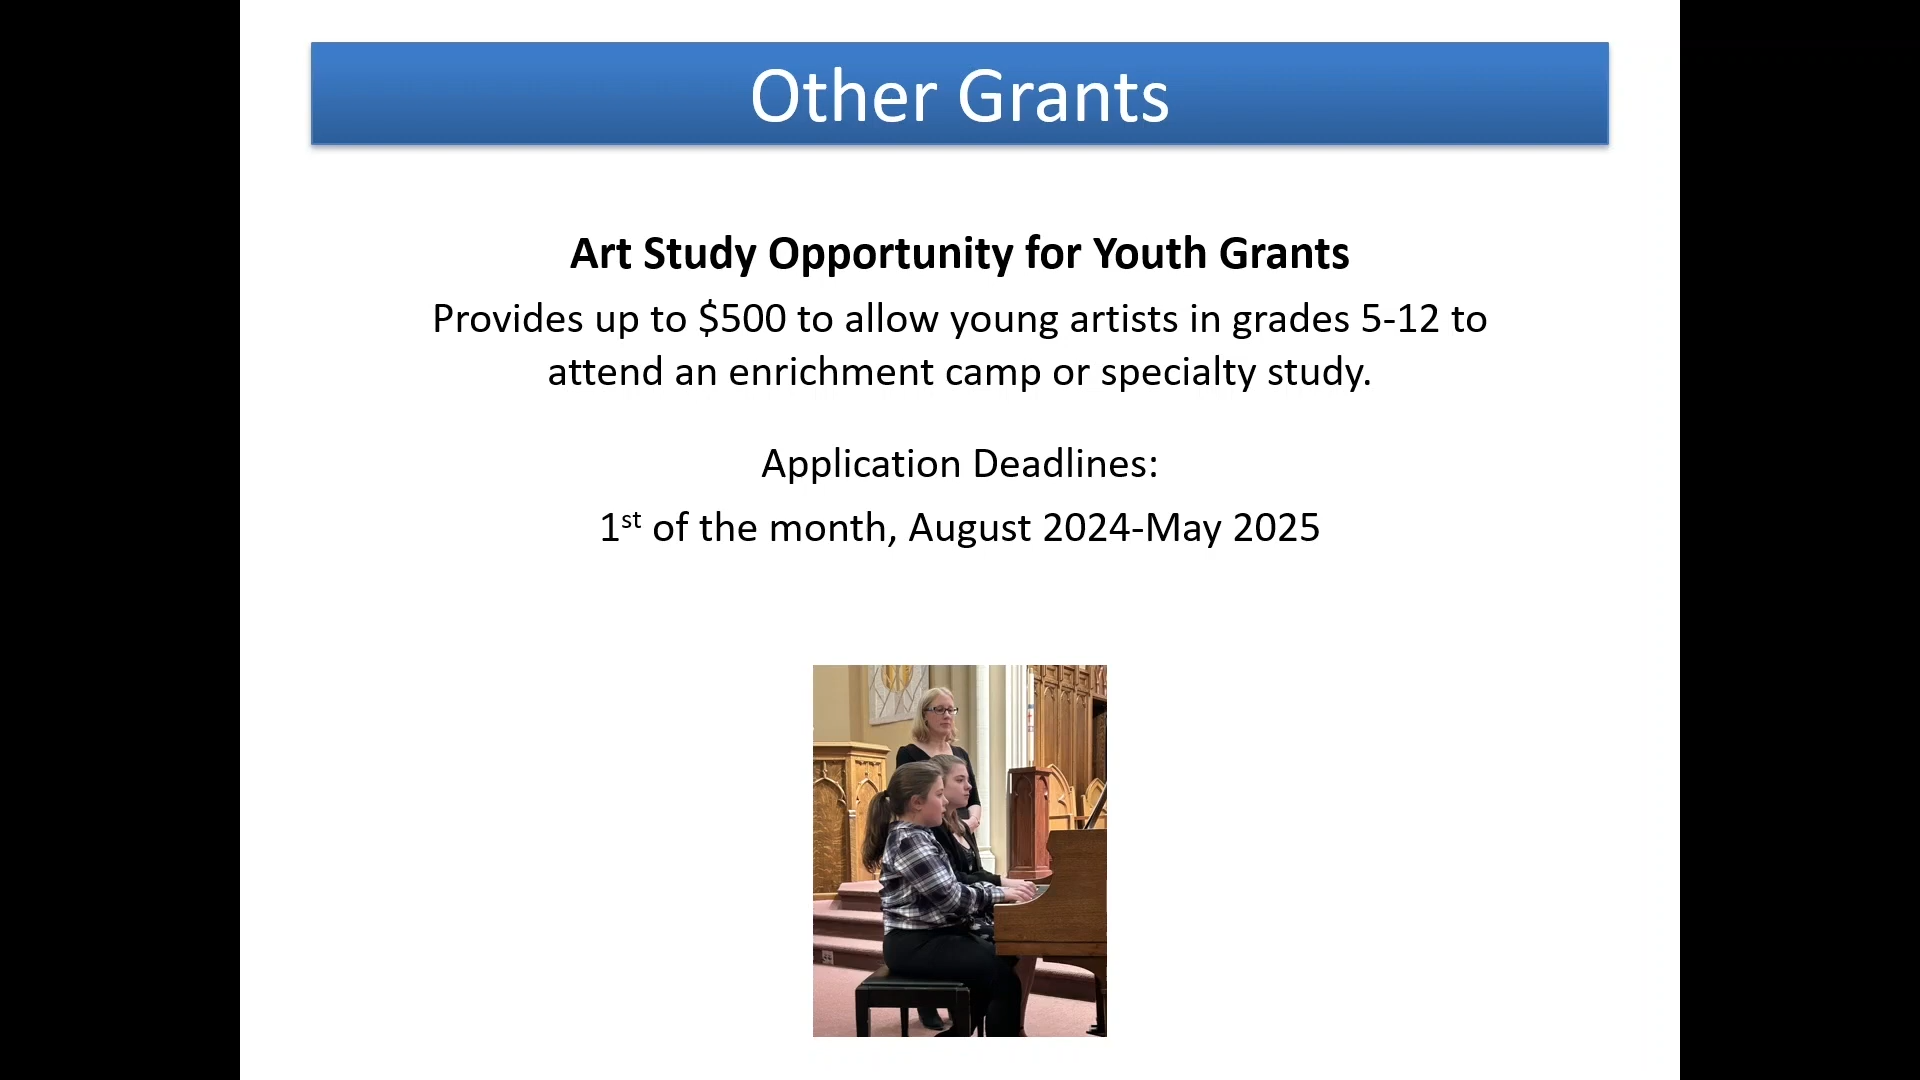 Other Grants
Art Study Opportunity for Youth Grants
Provides up to $500 to allow young artists in grades 5-12 to
attend an enrichment camp or specialty study.
Application Deadlines:
1st of the month, August 2024-May 2025